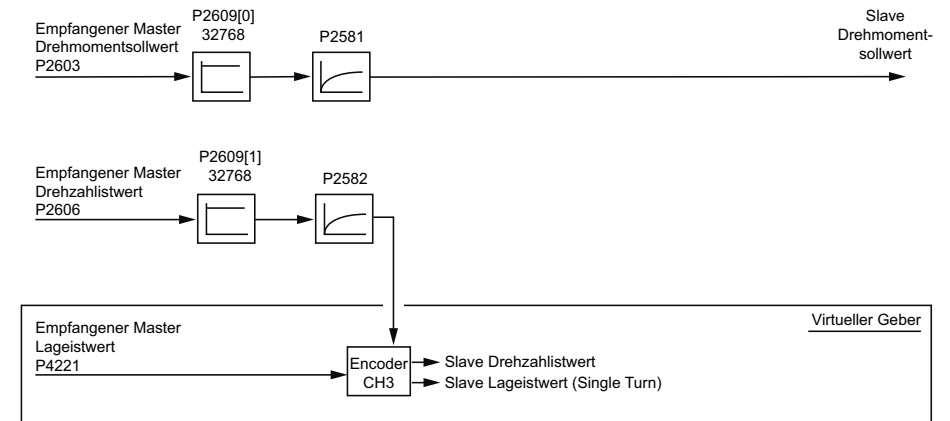 Empfangener Master
Drehmomentsollwert
P2603
P2609[0]
32768
P2581
Slave
Drehmoment-
sollwert
Empfangener Master
Drehzahlistwert
P2606
P2609[1]
32768
P2582
Virtueller Geber
Empfangener Master
Lageistwert
P4221
Encoder
CH3
Slave Drehzahlistwert
Slave Lageistwert (Single Turn)